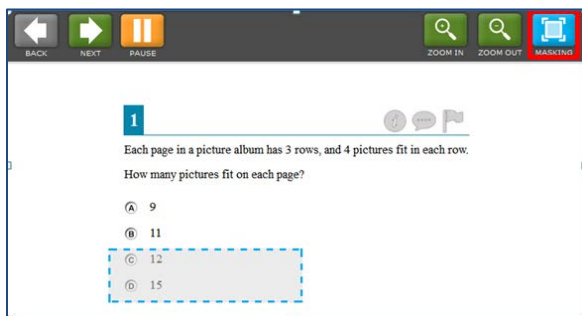 BACK NEXT PAUSE ZOOM IN ZOOM OUT MASKING
1
Each page in a picture album has 3 rows, and 4 pictures fit in each row.
How many pictures fit on each page?
A 9
B 11
C 12
D 15